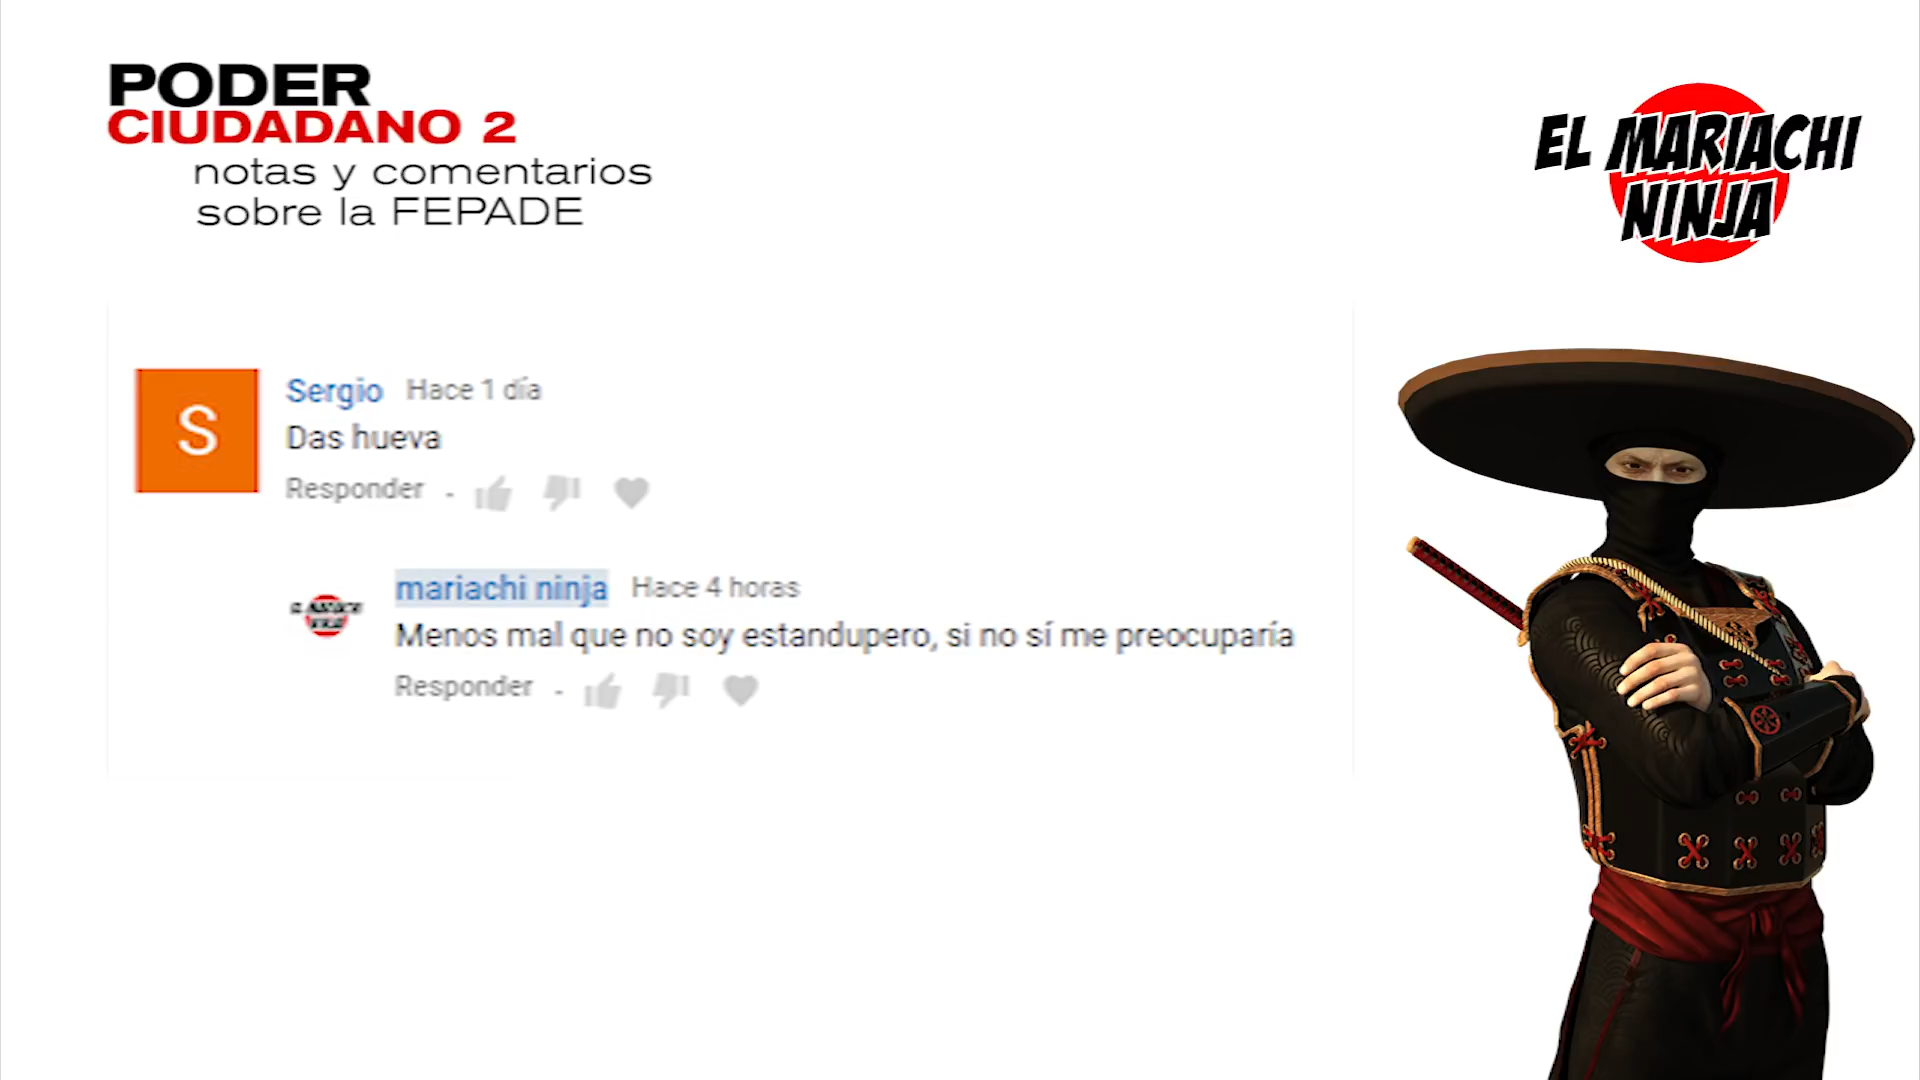 PODER
CIUDADANO 2
notas y comentarios
sobre la FEPADE
EL MARIACHI
NINJA
S
Sergio Hace 1 día
Das hueva
Responder -
mariachi ninja Hace 4 horas
Menos mal que no soy estandupero, si no sí me preocuparía
Responder -